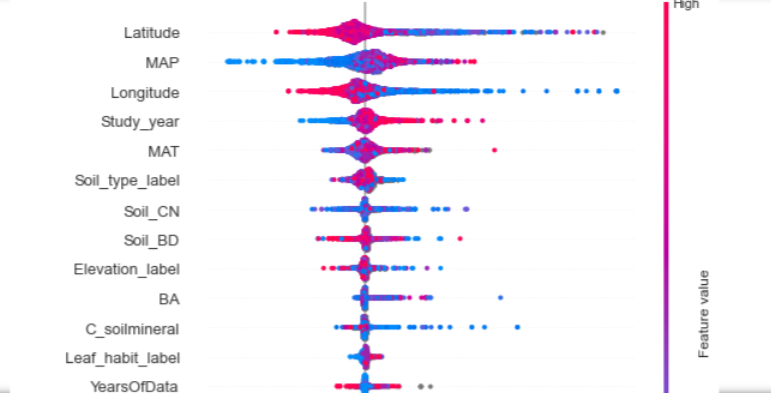 High
Latitude
MAP
Longitude
Study_year
MAT
Soil_type_label
Soil_CN
Soil_BD
Elevation_label
BA
C_soilmineral
Leaf_habit_label
YearsOfData
Feature value